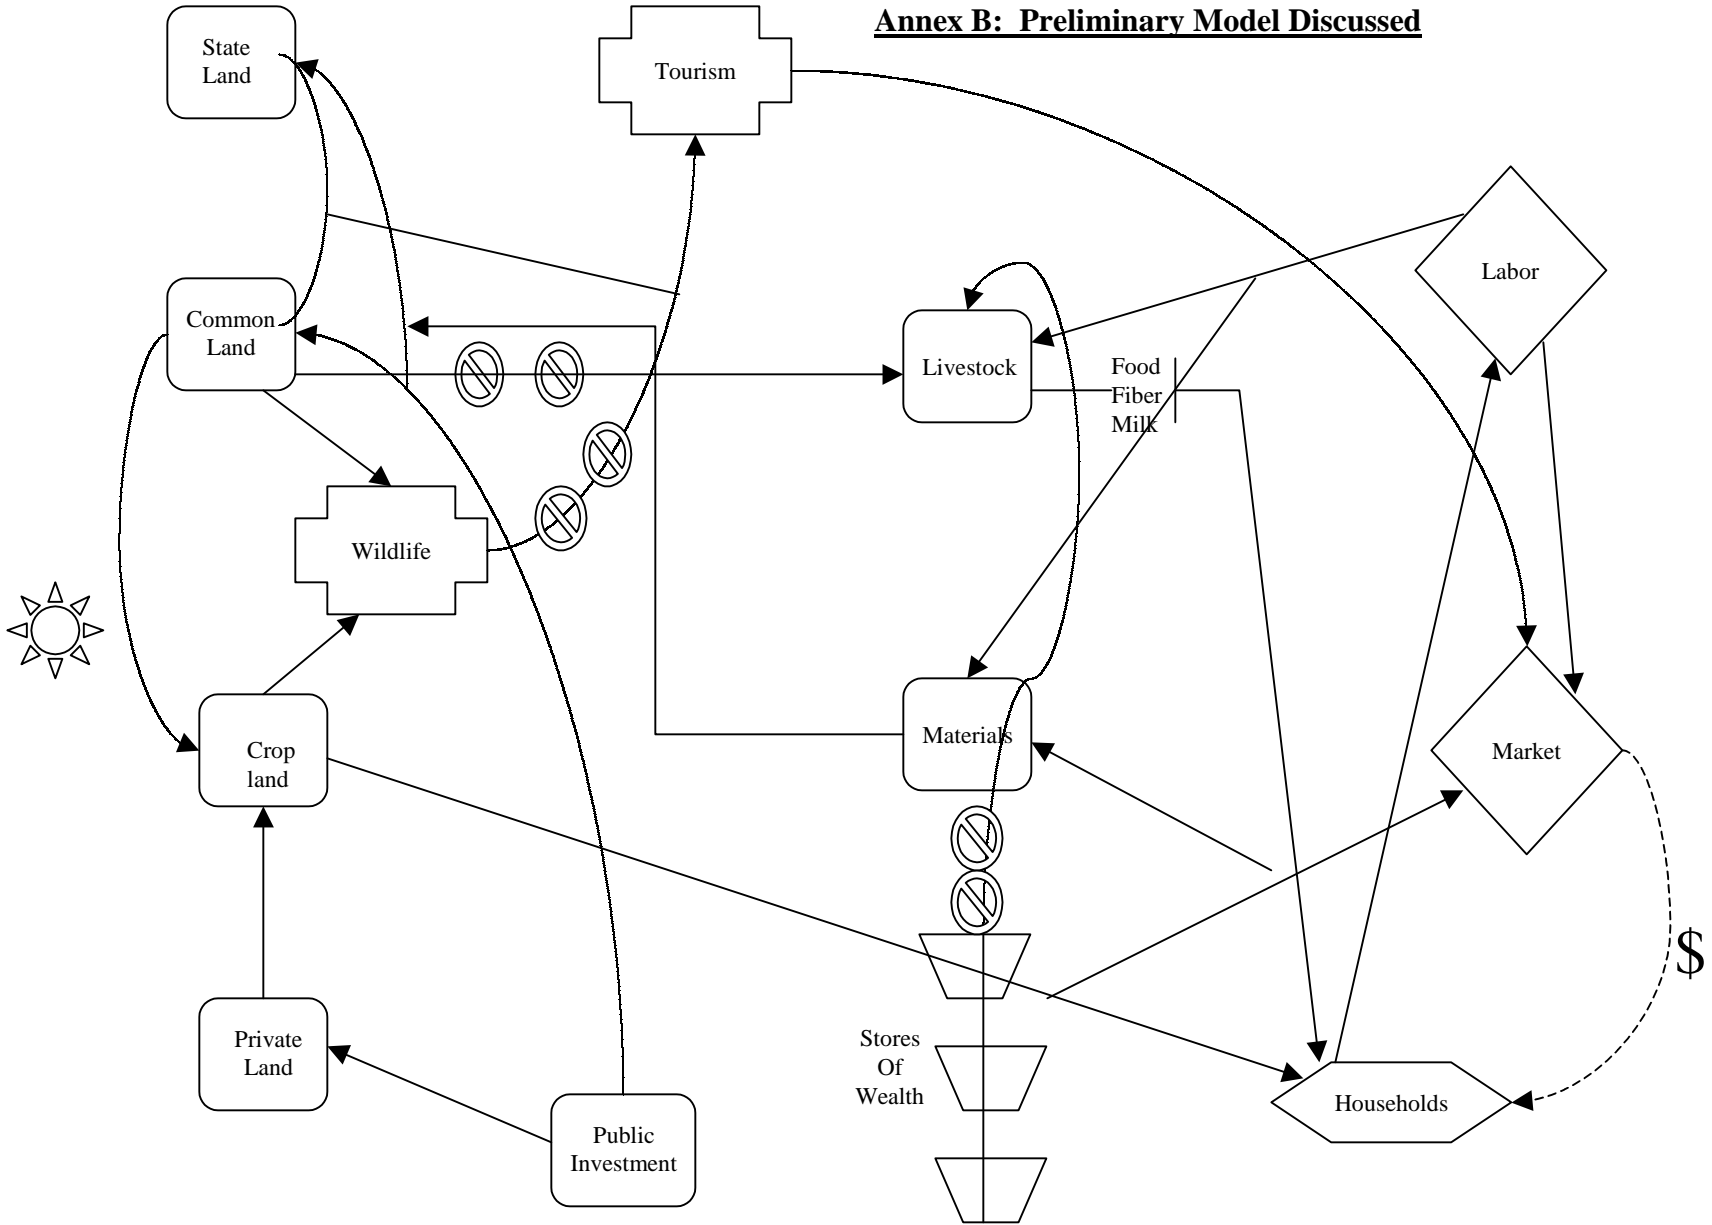 Annex B:  Preliminary Model Discussed
State
Land
Tourism
Labor
Common
Land
Livestock
Food
Fiber
Milk
Wildlife
Crop
land
Materials
Market
$
Private
Land
Stores
Of
Wealth
Households
Public
Investment